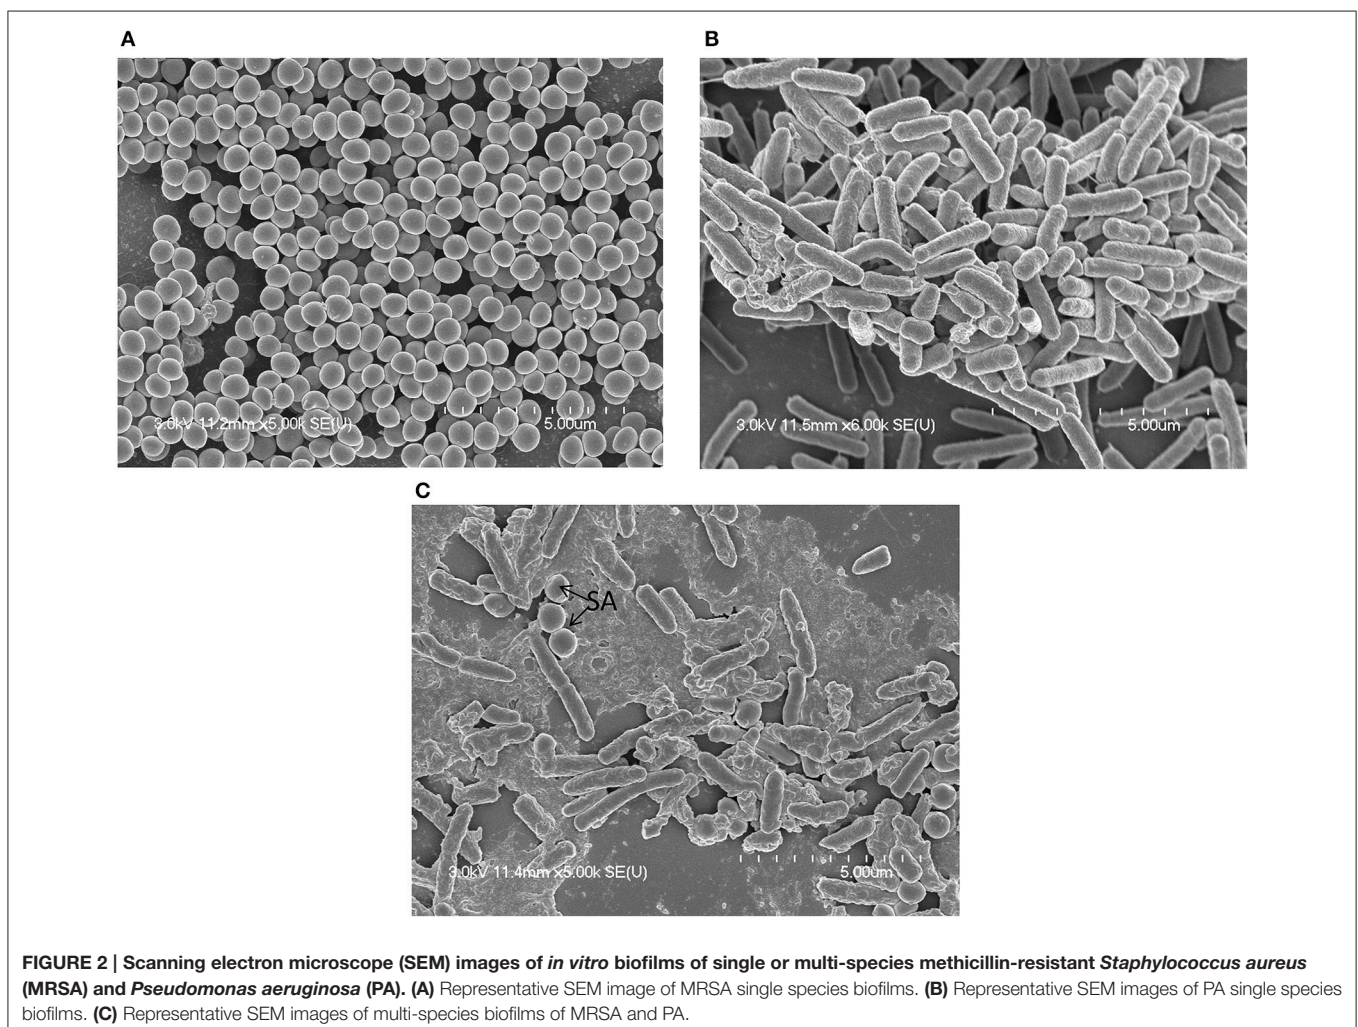 A
B
3.0kV 11.2mm x5.00k SE(U) 5.00um
3.0kV 11.5mm x6.00k SE(U) 5.00um
C
SA
3.0kV 11.4mm x5.00k SE(U) 5.00um
FIGURE 2 | Scanning electron microscope (SEM) images of in vitro biofilms of single or multi-species methicillin-resistant Staphylococcus aureus
(MRSA) and Pseudomonas aeruginosa (PA). (A) Representative SEM image of MRSA single species biofilms. (B) Representative SEM images of PA single species
biofilms. (C) Representative SEM images of multi-species biofilms of MRSA and PA.